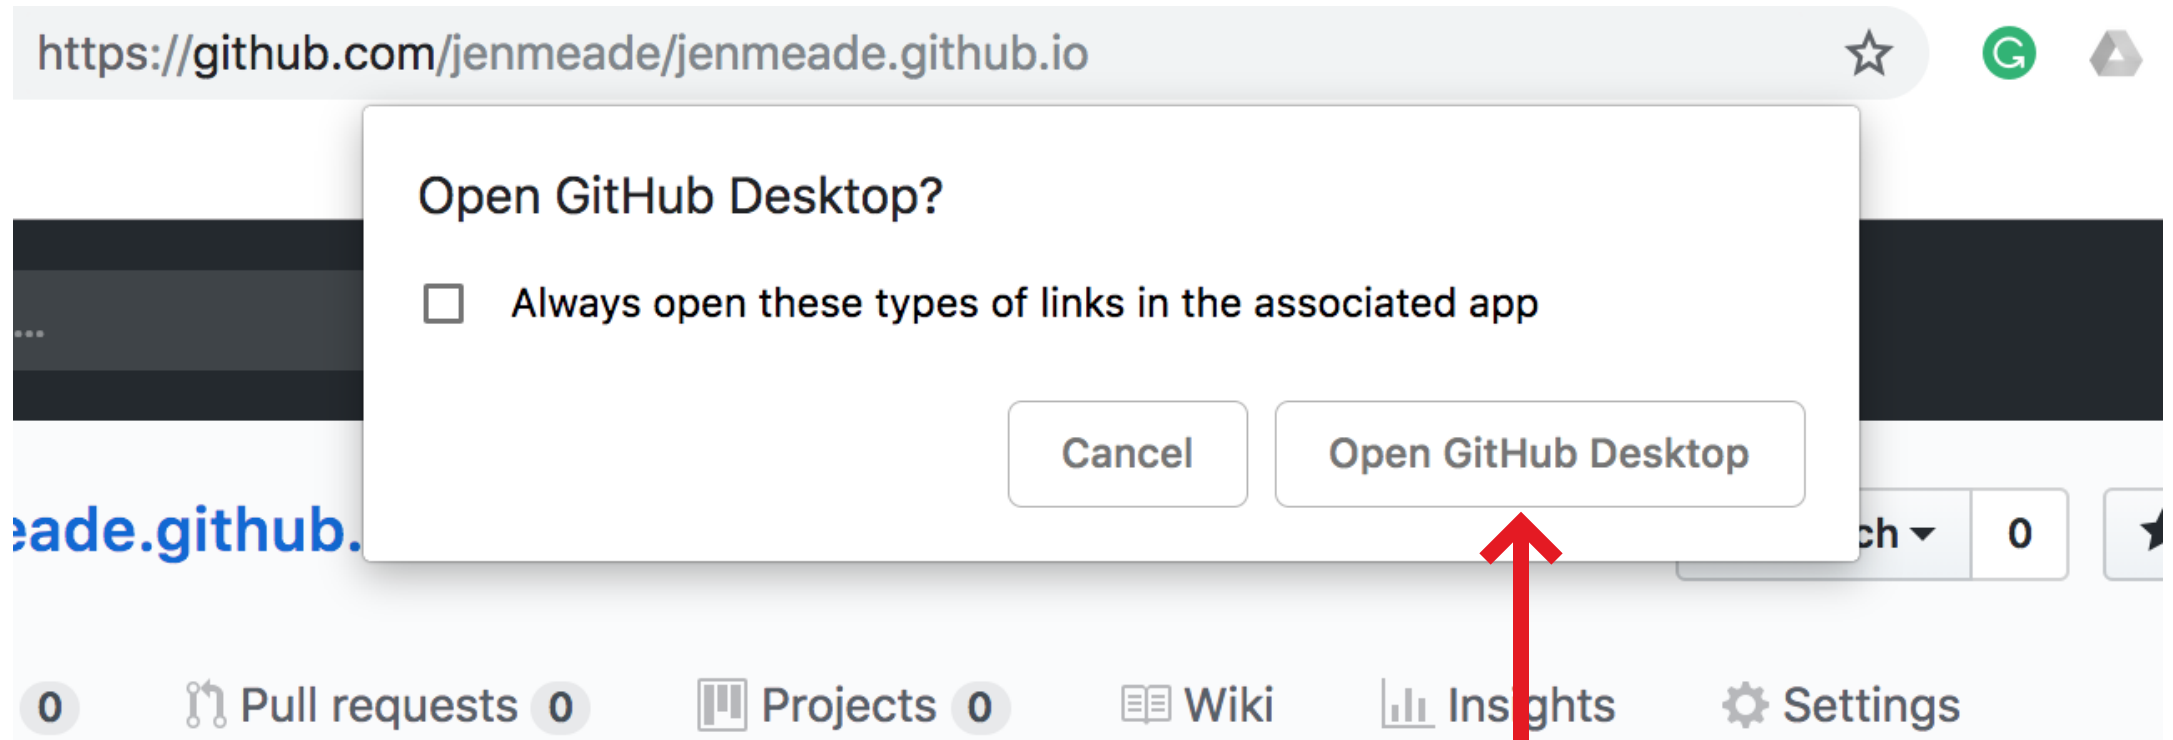 https://github.com/jenmeade/jenmeade.github.io
Open GitHub Desktop?
Always open these types of links in the associated app
...
Cancel
Open GitHub Desktop
eade.github.
ch
0
0
Pull requests 0
Projects 0
Wiki
Insights
Settings